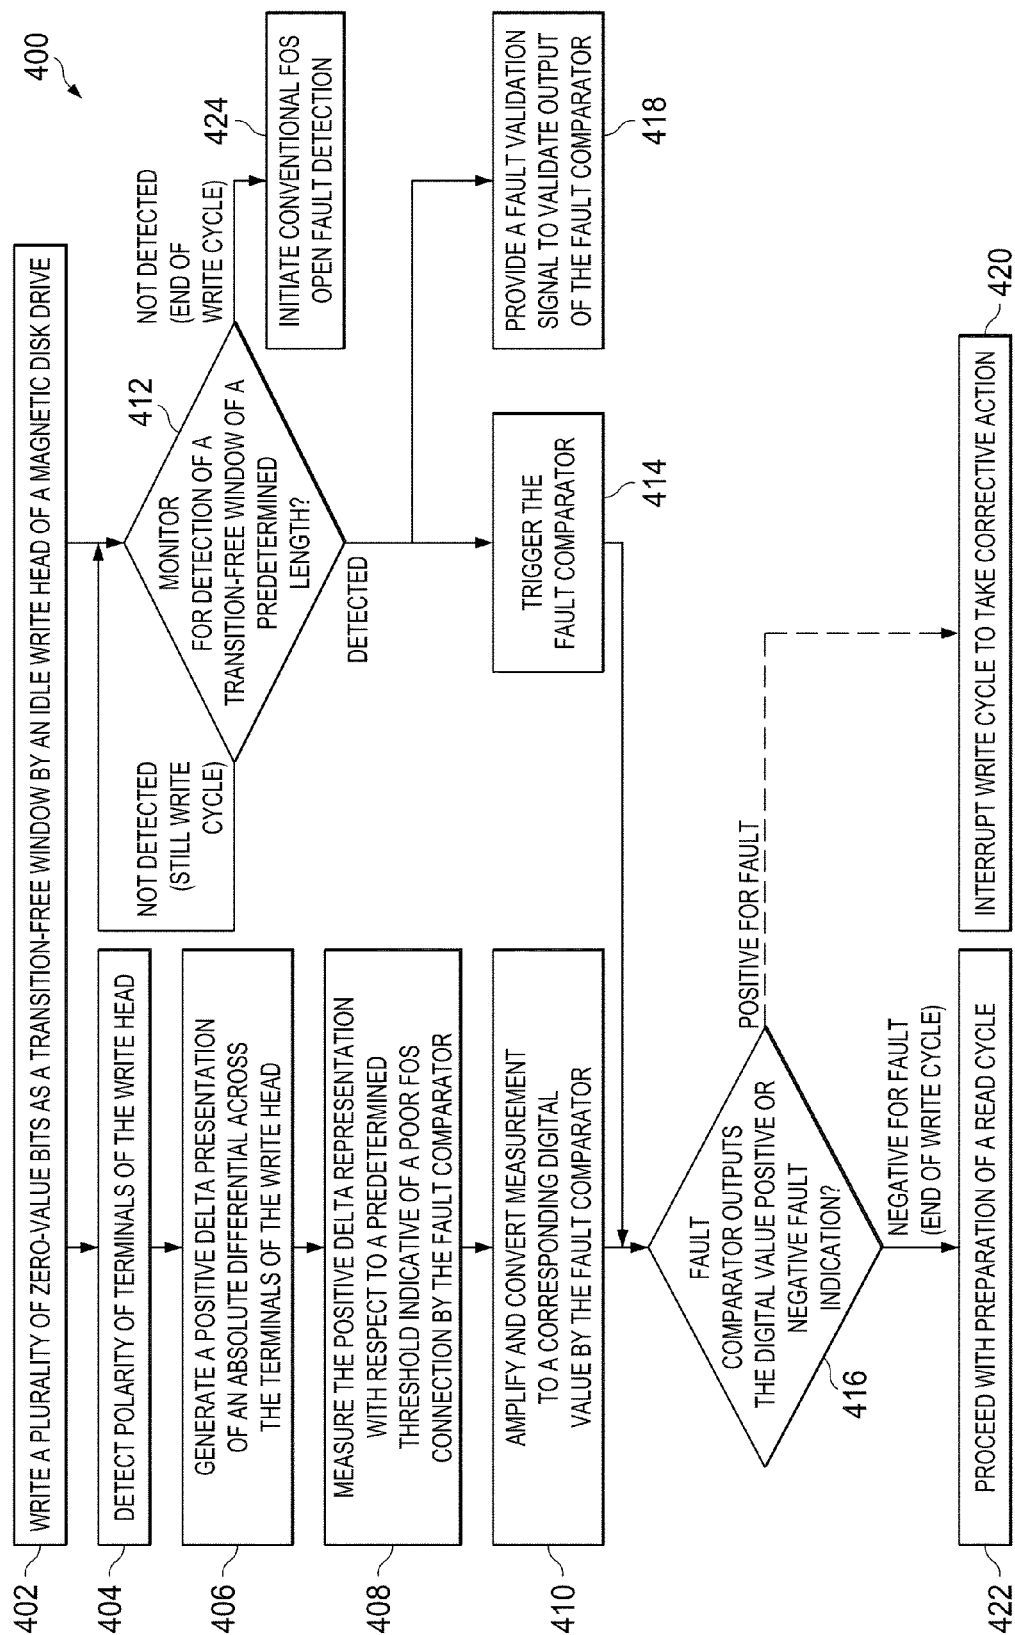 400
402
WRITE A PLURALITY OF ZERO-VALUE BITS AS A TRANSITION-FREE WINDOW BY AN IDLE WRITE HEAD OF A MAGNETIC DISK DRIVE
404
DETECT POLARITY OF TERMINALS OF THE WRITE HEAD
406
GENERATE A POSITIVE DELTA PRESENTATION
OF AN ABSOLUTE DIFFERENTIAL ACROSS
THE TERMINALS OF THE WRITE HEAD
408
MEASURE THE POSITIVE DELTA REPRESENTATION
WITH RESPECT TO A PREDETERMINED
THRESHOLD INDICATIVE OF A POOR FOS
CONNECTION BY THE FAULT COMPARATOR
410
AMPLIFY AND CONVERT MEASUREMENT
TO A CORRESPONDING DIGITAL
VALUE BY THE FAULT COMPARATOR
NOT DETECTED
(STILL WRITE
CYCLE)
412
MONITOR
FOR DETECTION OF A
TRANSITION-FREE WINDOW OF A
PREDETERMINED
LENGTH?
DETECTED
NOT DETECTED
(END OF
WRITE CYCLE)
424
INITIATE CONVENTIONAL FOS
OPEN FAULT DETECTION
TRIGGER THE
FAULT COMPARATOR
414
PROVIDE A FAULT VALIDATION
SIGNAL TO VALIDATE OUTPUT
OF THE FAULT COMPARATOR
418
FAULT
COMPARATOR OUTPUTS
THE DIGITAL VALUE POSITIVE OR
NEGATIVE FAULT
INDICATION?
416
POSITIVE FOR FAULT
NEGATIVE FOR FAULT
(END OF WRITE CYCLE)
422
PROCEED WITH PREPARATION OF A READ CYCLE
INTERRUPT WRITE CYCLE TO TAKE CORRECTIVE ACTION
420